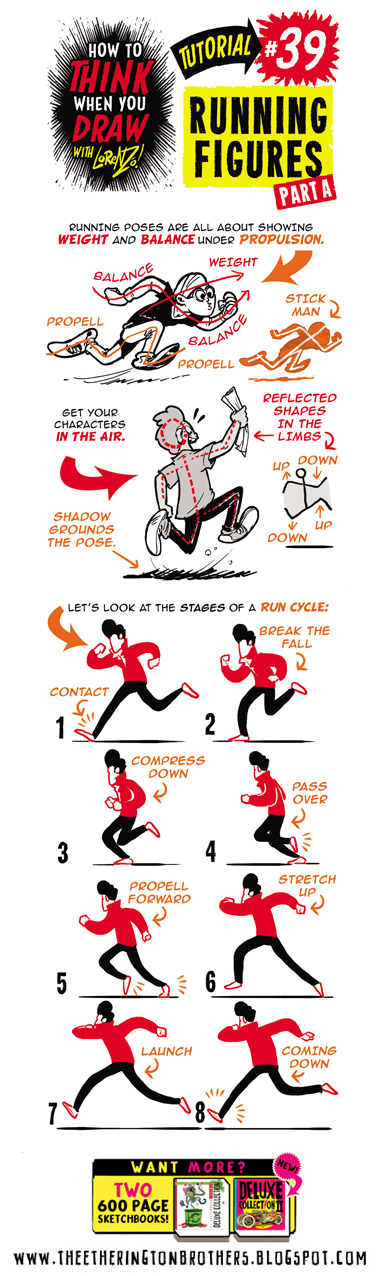 HOW TO
THINK
WHEN YOU
DRAW
WITH LORENZO!
TUTORIAL
#39
RUNNING
FIGURES
PART A
RUNNING POSES ARE ALL ABOUT SHOWING
WEIGHT AND BALANCE UNDER PROPULSION.
BALANCE
WEIGHT
PROPELL
BALANCE
PROPELL
STICK
MAN
GET YOUR
CHARACTERS
IN THE AIR.
REFLECTED
SHAPES
IN THE
LIMBS
UP
DOWN
DOWN
UP
SHADOW
GROUNDS
THE POSE.
LET'S LOOK AT THE STAGES OF A RUN CYCLE:
CONTACT
1
BREAK THE
FALL
2
COMPRESS
DOWN
3
PASS
OVER
4
PROPELL
FORWARD
5
STRETCH
UP
6
LAUNCH
7
COMING
DOWN
8
WANT MORE?
NEW!
TWO
600 PAGE
SKETCHBOOKS!
DELUXE COLLECTION
DELUXE
COLLECTION II
WWW.THEETHERINGTONBROTHERS.BLOGSPOT.COM